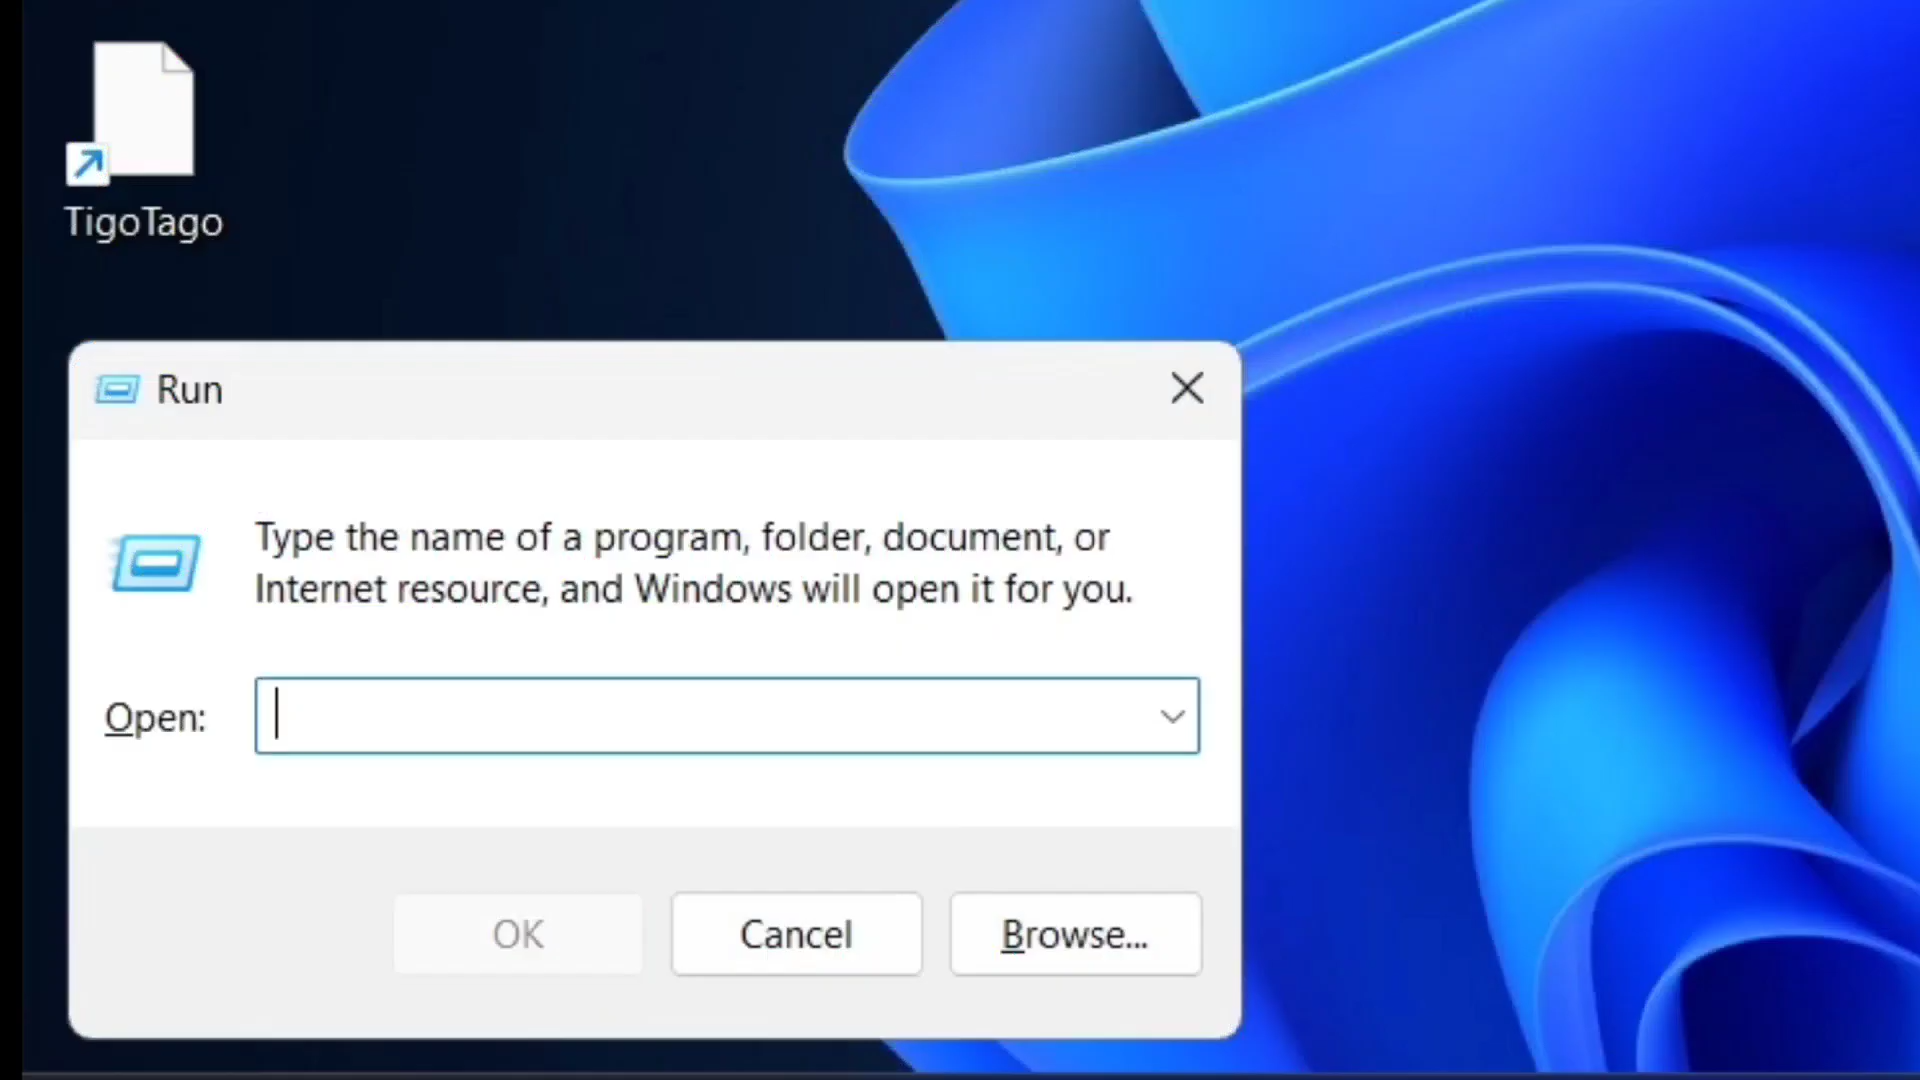 TigoTago
Run
Type the name of a program, folder, document, or
Internet resource, and Windows will open it for you.
Open:
OK
Cancel
Browse...